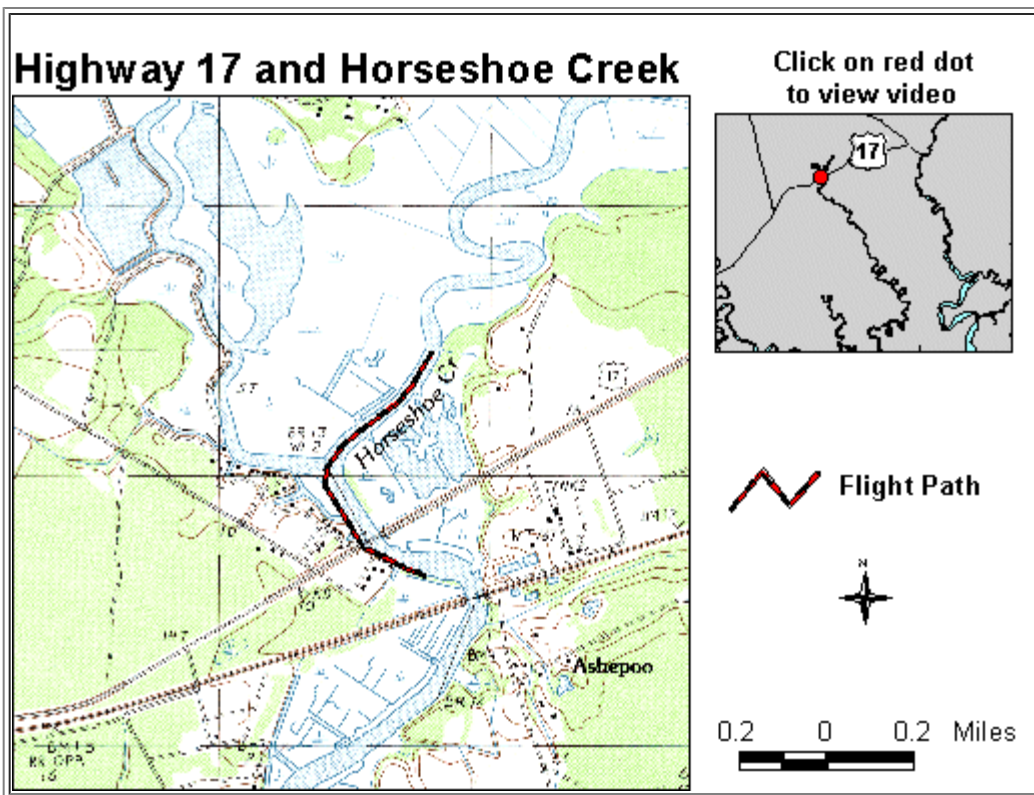 Highway 17 and Horseshoe Creek
Click on red dot
to view video
17
17
Horseshoe Cr
Ashepoo
Flight Path
N
0.2 0 0.2 Miles